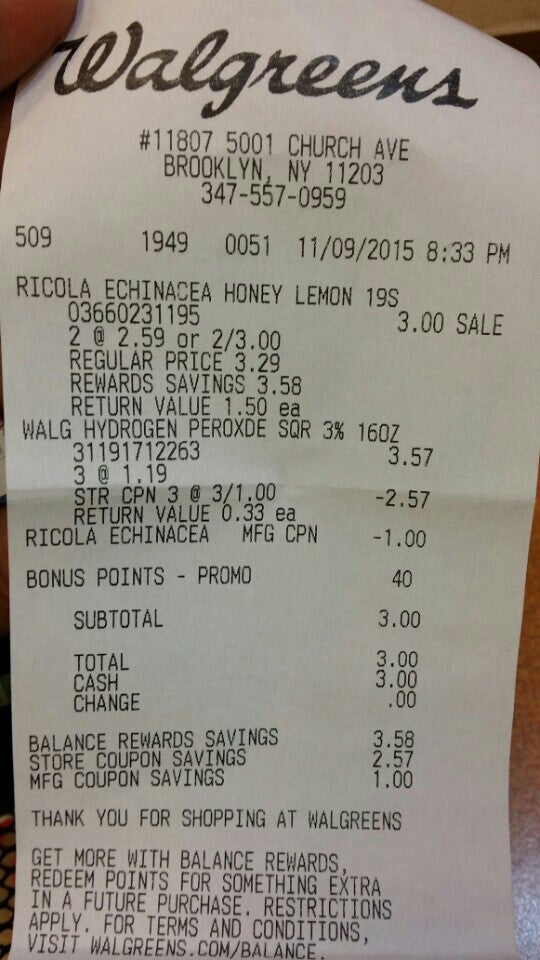 Walgreens
#11807 5001 CHURCH AVE
BROOKLYN, NY 11203
347-557-0959
509 1949 0051 11/09/2015 8:33 PM
RICOLA ECHINACEA HONEY LEMON 19S
03660231195 3.00 SALE
2 @ 2.59 or 2/3.00
REGULAR PRICE 3.29
REWARDS SAVINGS 3.58
RETURN VALUE 1.50 ea
WALG HYDROGEN PEROXDE SQR 3% 16OZ
31191712263 3.57
3 @ 1.19
STR CPN 3 @ 3/1.00 -2.57
RETURN VALUE 0.33 ea
RICOLA ECHINACEA MFG CPN -1.00
BONUS POINTS - PROMO 40
SUBTOTAL 3.00
TOTAL 3.00
CASH 3.00
CHANGE .00
BALANCE REWARDS SAVINGS 3.58
STORE COUPON SAVINGS 2.57
MFG COUPON SAVINGS 1.00
THANK YOU FOR SHOPPING AT WALGREENS
GET MORE WITH BALANCE REWARDS,
REDEEM POINTS FOR SOMETHING EXTRA
IN A FUTURE PURCHASE. RESTRICTIONS
APPLY. FOR TERMS AND CONDITIONS,
VISIT WALGREENS.COM/BALANCE.